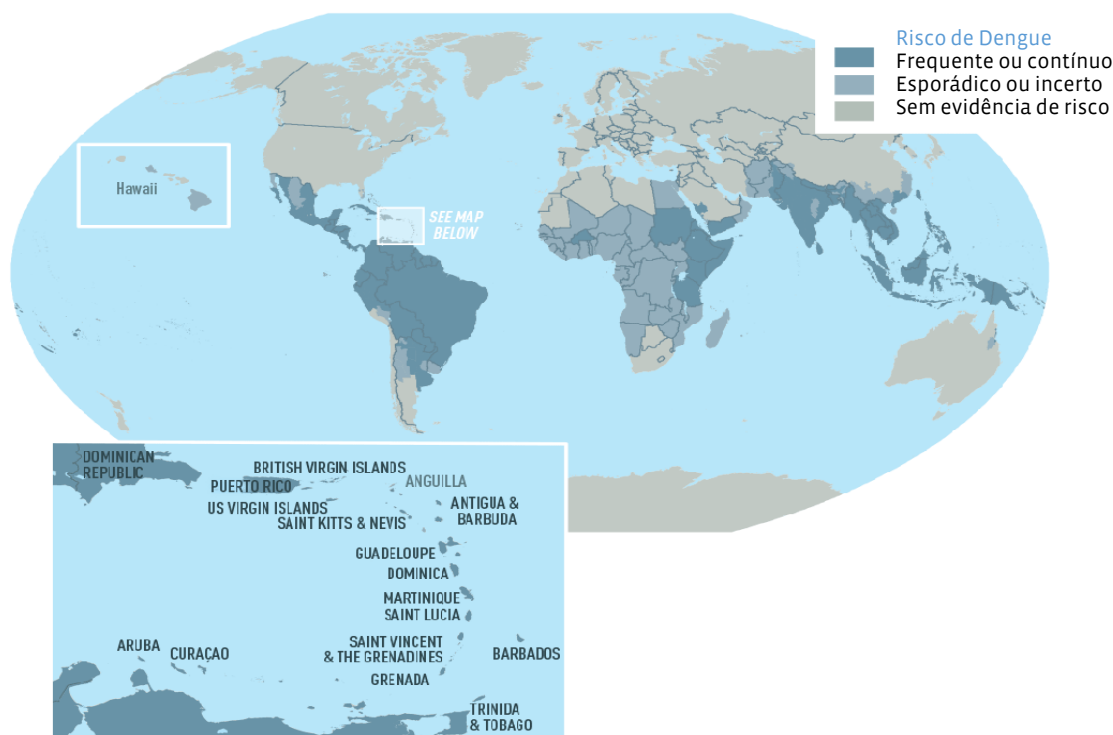 Risco de Dengue
Frequente ou contínuo
Esporádico ou incerto
Sem evidência de risco
Hawaii
SEE MAP
BELOW
DOMINICAN
REPUBLIC
BRITISH VIRGIN ISLANDS
PUERTO RICO
ANGUILLA
US VIRGIN ISLANDS
SAINT KITTS & NEVIS
ANTIGUA &
BARBUDA
GUADELOUPE
DOMINICA
MARTINIQUE
SAINT LUCIA
SAINT VINCENT
& THE GRENADINES
BARBADOS
ARUBA
CURAÇAO
GRENADA
TRINIDA
& TOBAGO